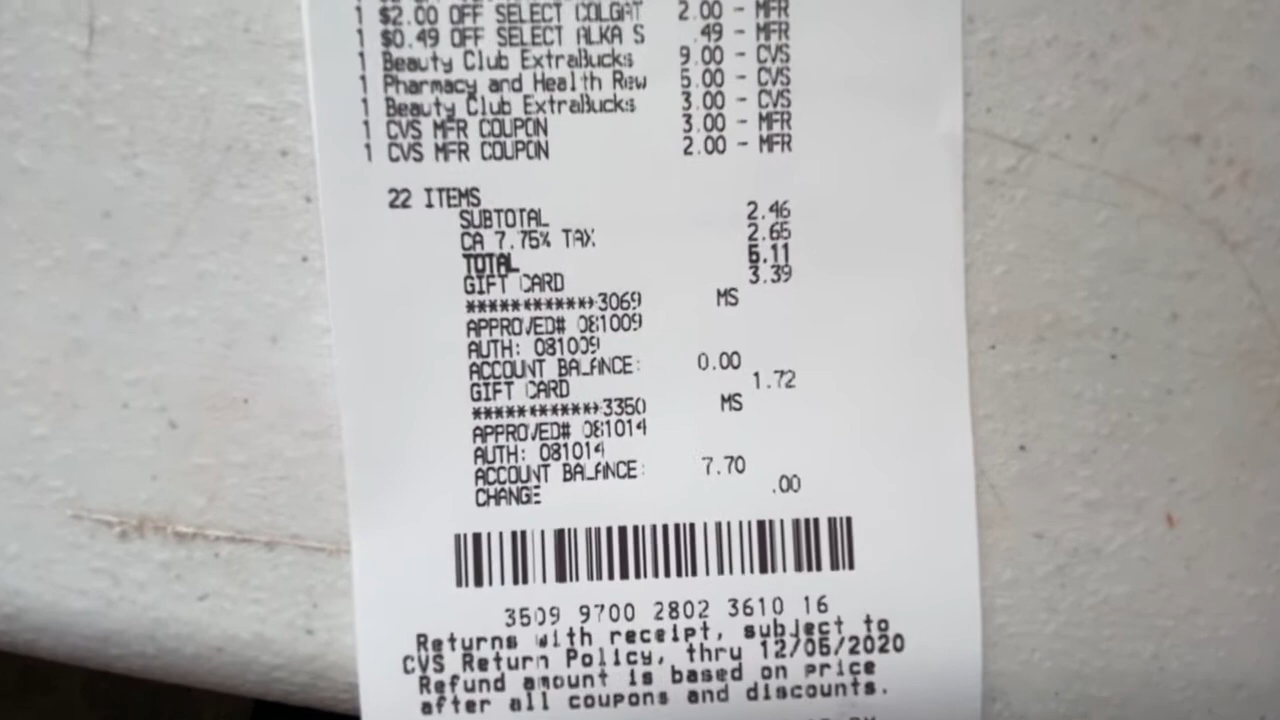 1 $2.00 OFF SELECT COLGAT 2.00 - MFR
1 $0.49 OFF SELECT ALKA S .49 - MFR
1 Beauty Club ExtraBucks 9.00 - CVS
1 Pharmacy and Health Rew 5.00 - CVS
1 Beauty Club ExtraBucks 3.00 - CVS
1 CVS MFR COUPON 3.00 - MFR
1 CVS MFR COUPON 2.00 - MFR
22 ITEMS
SUBTOTAL 2.46
CA 7.75% TAX 2.65
TOTAL 5.11
GIFT CARD 3.39
************3069 MS
APPROVED# 081009
AUTH: 081009
ACCOUNT BALANCE: 0.00
GIFT CARD 1.72
************3350 MS
APPROVED# 081014
AUTH: 081014
ACCOUNT BALANCE: 7.70
CHANGE .00
3509 9700 2802 3610 16
Returns with receipt, subject to
CVS Return Policy, thru 12/06/2020
Refund amount is based on price
after all coupons and discounts.